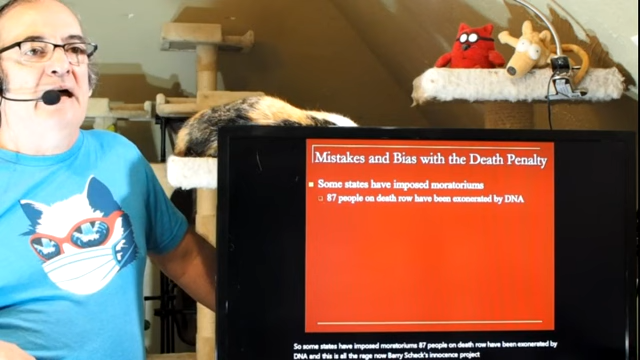 Mistakes and Bias with the Death Penalty
Some states have imposed moratoriums
87 people on death row have been exonerated by DNA
So some states have imposed moratoriums 87 people on death row have been exonerated by
DNA and this is all the rage now Barry Scheck's innocence project